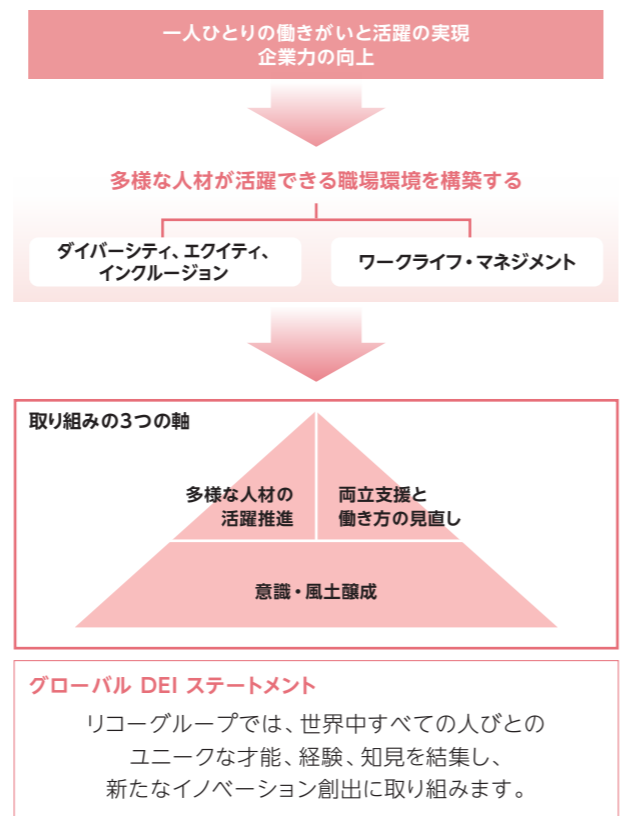 一人ひとりの働きがいと活躍の実現
企業力の向上
多様な人材が活躍できる職場環境を構築する
ダイバーシティ、エクイティ、
インクルージョン
ワークライフ・マネジメント
取り組みの3つの軸
多様な人材の
活躍推進
両立支援と
働き方の見直し
意識・風土醸成
グローバル DEI ステートメント
リコーグループでは、世界中すべての人びとの
ユニークな才能、経験、知見を結集し、
新たなイノベーション創出に取り組みます。